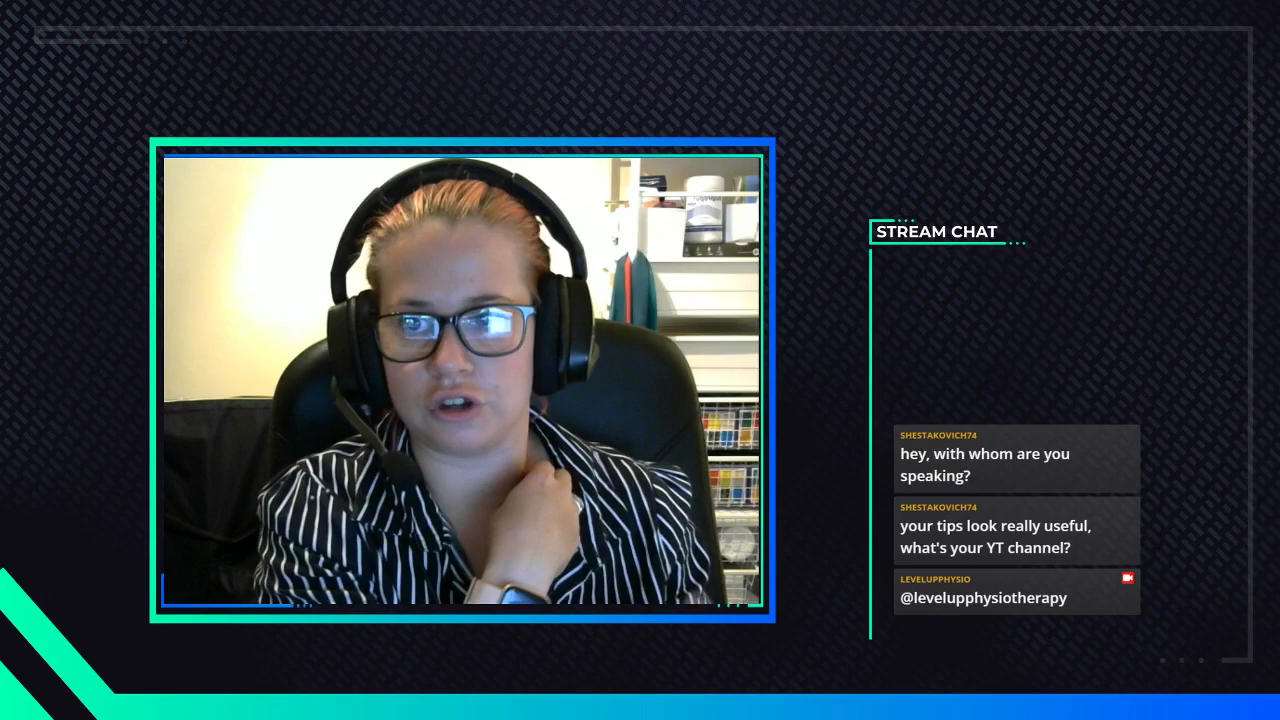 STREAM CHAT
SHESTAKOVICH74
hey, with whom are you
speaking?
SHESTAKOVICH74
your tips look really useful,
what's your YT channel?
LEVELUPPHYSIO
@levelupphysiotherapy